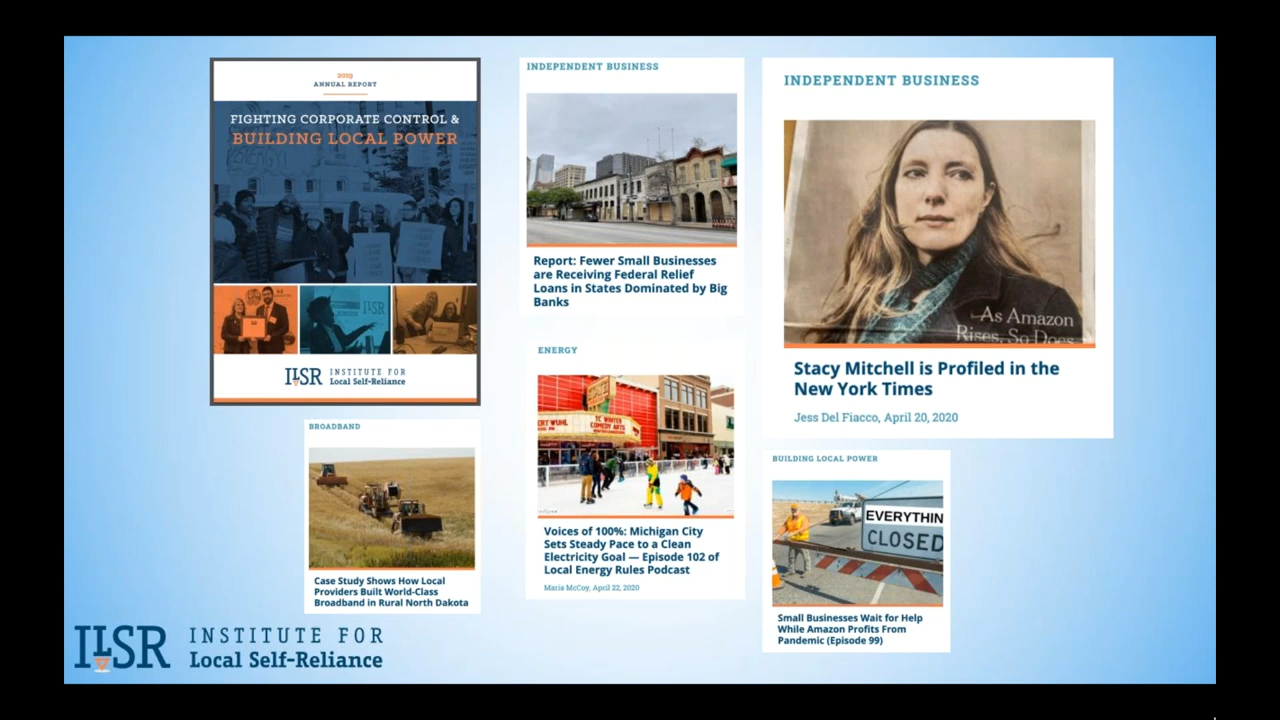 2019
ANNUAL REPORT
FIGHTING CORPORATE CONTROL &
BUILDING LOCAL POWER
ILSR
INSTITUTE FOR
Local Self-Reliance
BROADBAND
Case Study Shows How Local
Providers Built World-Class
Broadband in Rural North Dakota
INDEPENDENT BUSINESS
Report: Fewer Small Businesses
are Receiving Federal Relief
Loans in States Dominated by Big
Banks
ENERGY
STATE
ERT WUHL
TC WINTER
COMEDY ARTS
Voices of 100%: Michigan City
Sets Steady Pace to a Clean
Electricity Goal — Episode 102 of
Local Energy Rules Podcast
Maria McCoy, April 22, 2020
INDEPENDENT BUSINESS
As Amazon
Rises, So Does
Stacy Mitchell is Profiled in the
New York Times
Jess Del Fiacco, April 20, 2020
BUILDING LOCAL POWER
EVERYTHIN
CLOSED
Small Businesses Wait for Help
While Amazon Profits From
Pandemic (Episode 99)
ILSR
INSTITUTE FOR
Local Self-Reliance